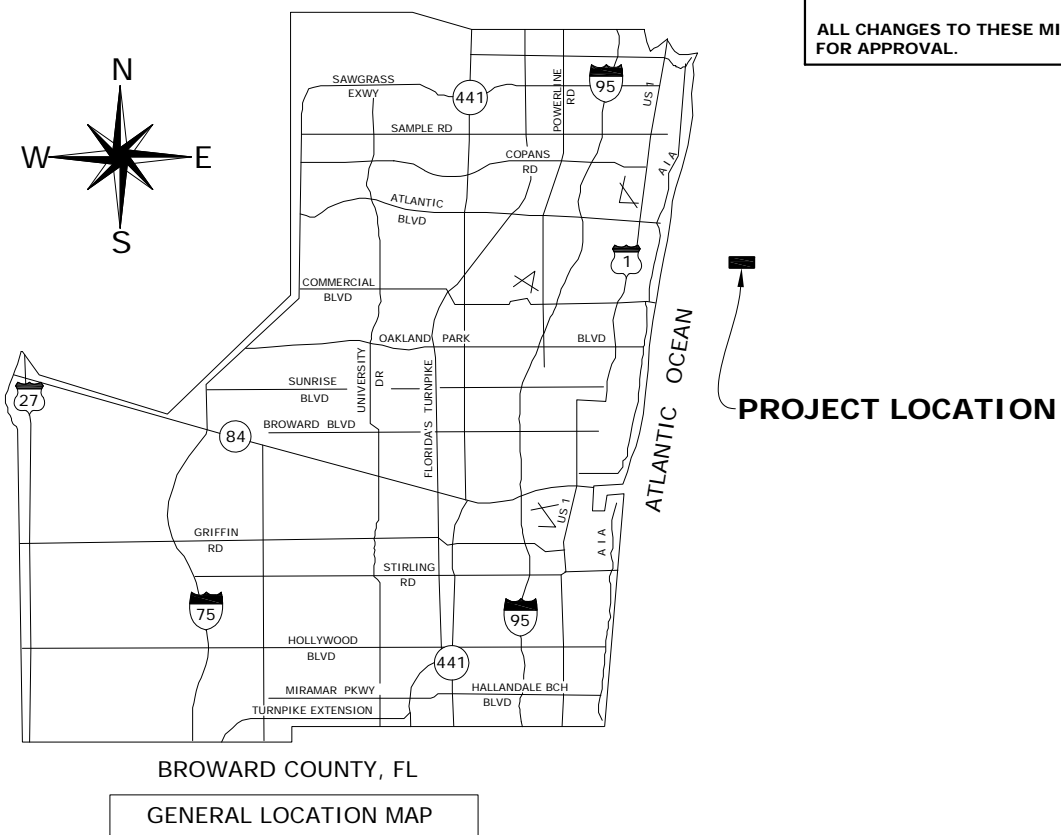 ALL CHANGES TO THESE MI
FOR APPROVAL.
N
W
E
S
SAWGRASS
EXWY
441
POWERLINE
RD
95
US 1
SAMPLE RD
COPANS
RD
A I A
ATLANTIC
BLVD
1
COMMERCIAL
BLVD
OAKLAND PARK
BLVD
UNIVERSITY
DR
FLORIDA'S TURNPIKE
SUNRISE
BLVD
27
84
BROWARD BLVD
ATLANTIC OCEAN
PROJECT LOCATION
US 1
GRIFFIN
RD
A I A
STIRLING
RD
75
95
HOLLYWOOD
BLVD
441
MIRAMAR PKWY
HALLANDALE BCH
BLVD
TURNPIKE EXTENSION
BROWARD COUNTY, FL
GENERAL LOCATION MAP